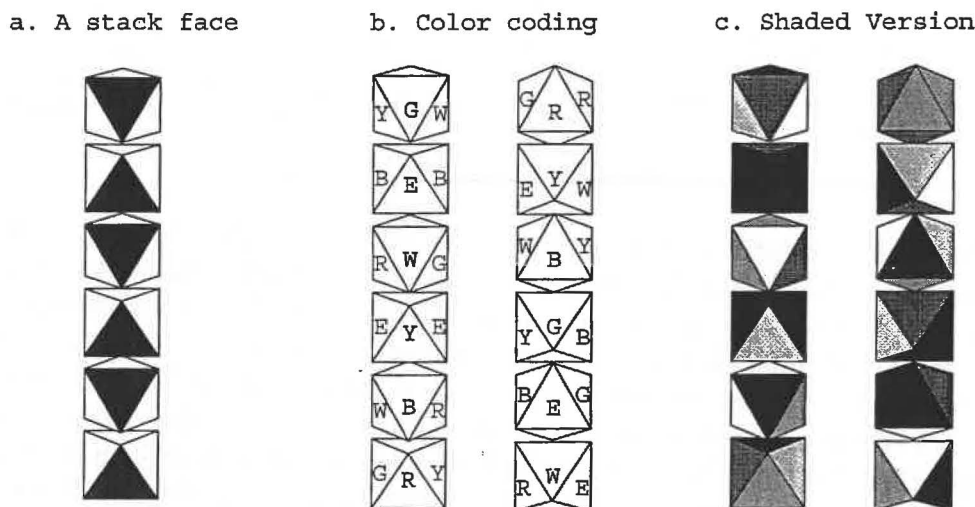 a. A stack face
b. Color coding
c. Shaded Version
Y G W
G R R
B E B
E Y W
R W G
W B Y
E Y E
Y G B
W B R
B E G
G R Y
R W E